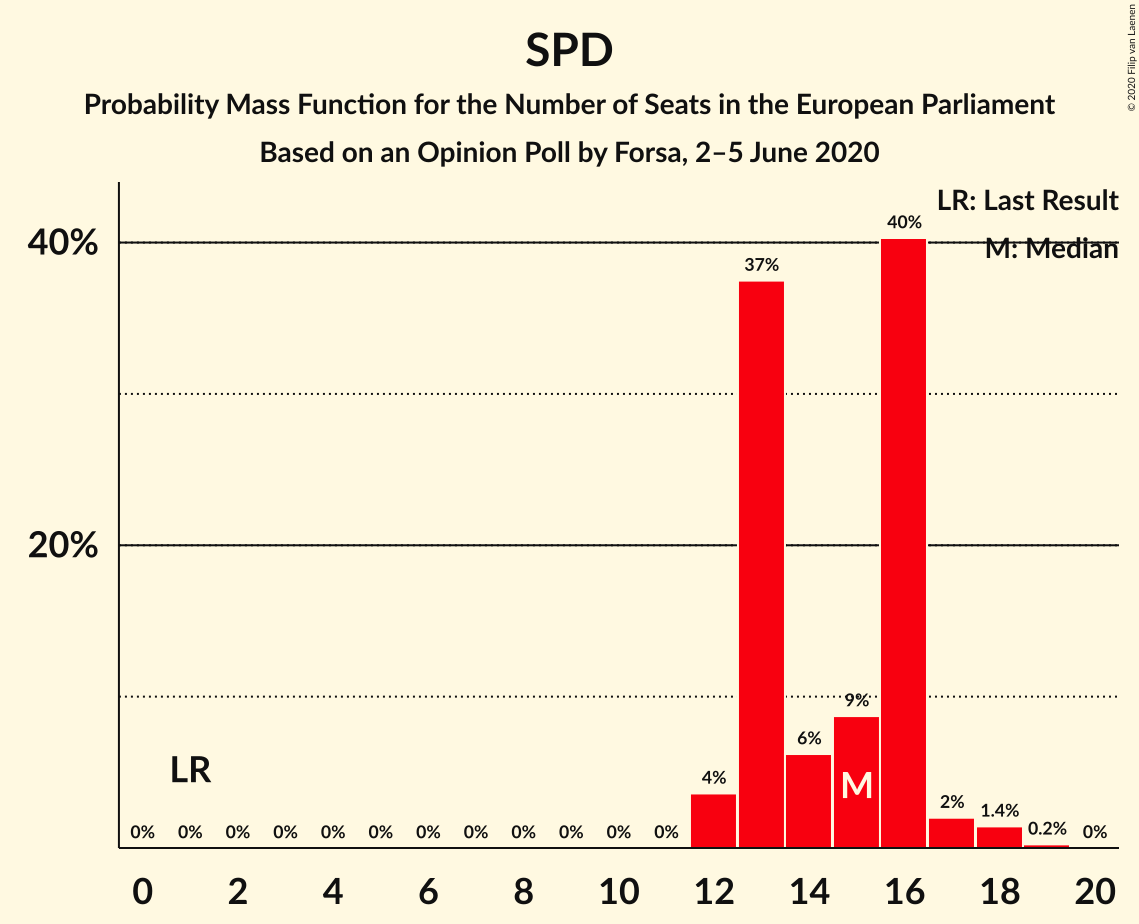 SPD
Probability Mass Function for the Number of Seats in the European Parliament
Based on an Opinion Poll by Forsa, 2–5 June 2020
© 2020 Filip van Laenen
LR: Last Result
M: Median
40%
20%
40%
37%
9%
6%
4%
2%
1.4%
0.2%
0%
LR
M
0% 0% 0% 0% 0% 0% 0% 0% 0% 0% 0% 0%
0 2 4 6 8 10 12 14 16 18 20